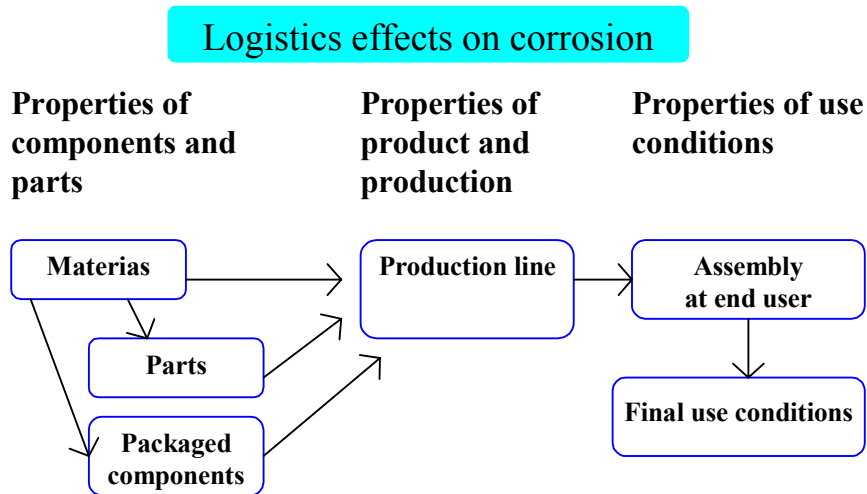 Logistics effects on corrosion
Properties of
components and
parts
Properties of
product and
production
Properties of use
conditions
Materias
Parts
Packaged
components
Production line
Assembly
at end user
Final use conditions